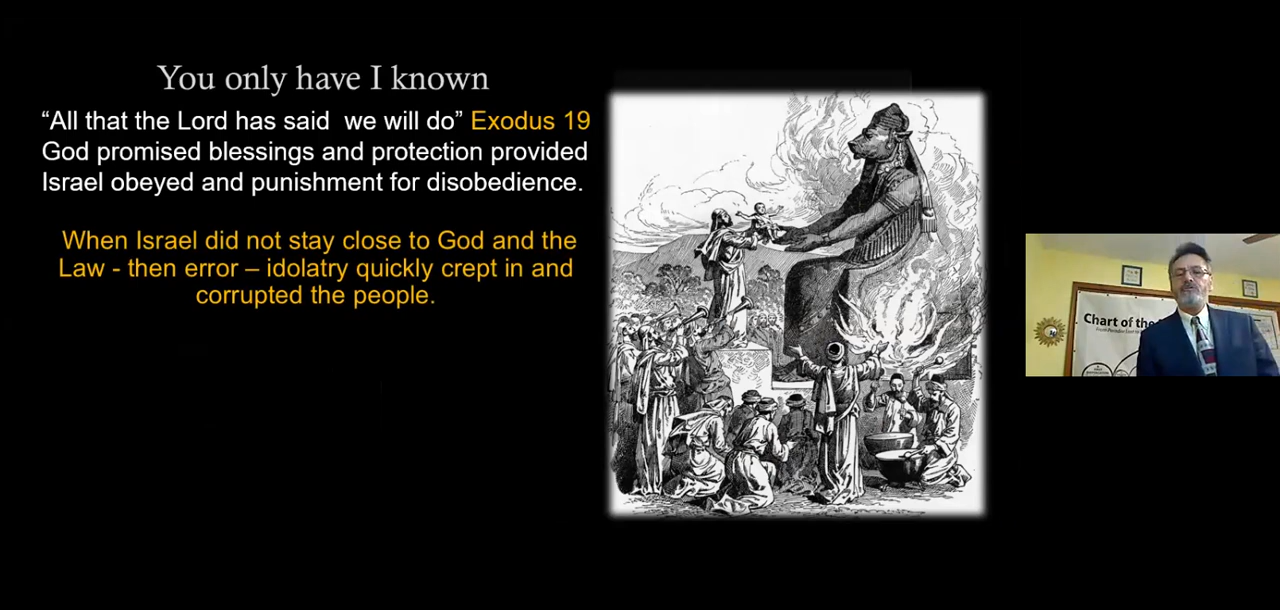 You only have I known
“All that the Lord has said  we will do” Exodus 19
God promised blessings and protection provided
Israel obeyed and punishment for disobedience.
When Israel did not stay close to God and the
Law - then error – idolatry quickly crept in and
corrupted the people.
Chart of the